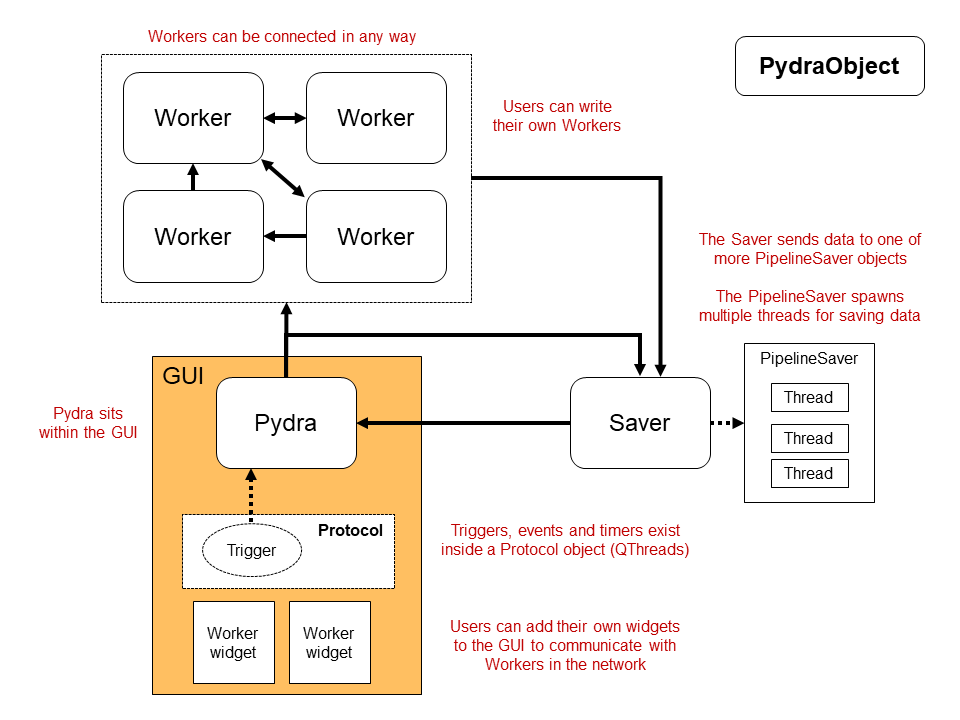 Workers can be connected in any way
PydraObject
Worker
Worker
Users can write
their own Workers
Worker
Worker
The Saver sends data to one of
more PipelineSaver objects
The PipelineSaver spawns
multiple threads for saving data
GUI
Pydra
Pydra sits
within the GUI
Saver
PipelineSaver
Thread
Thread
Thread
Protocol
Trigger
Triggers, events and timers exist
inside a Protocol object (QThreads)
Worker
widget
Worker
widget
Users can add their own widgets
to the GUI to communicate with
Workers in the network